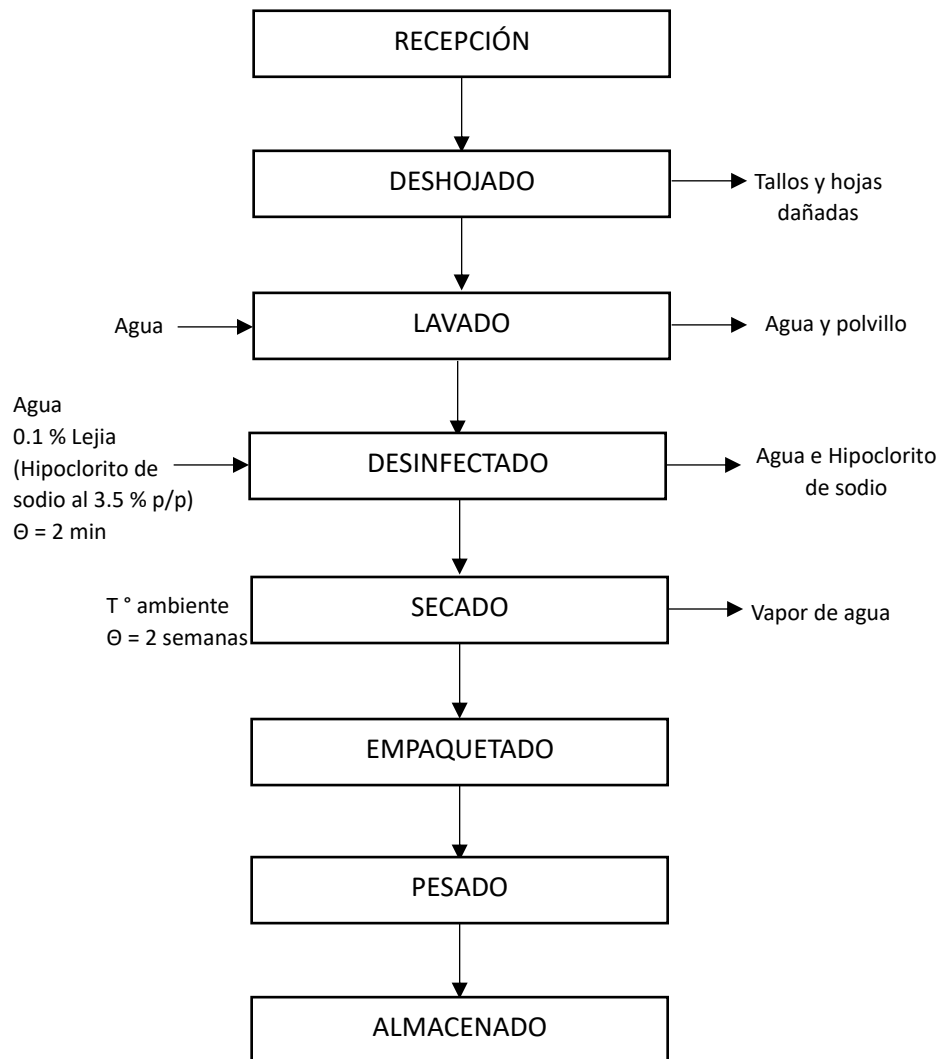 RECEPCIÓN
DESHOJADO
Tallos y hojas
dañadas
Agua
LAVADO
Agua y polvillo
Agua
0.1 % Lejia
(Hipoclorito de
sodio al 3.5 % p/p)
Θ = 2 min
DESINFECTADO
Agua e Hipoclorito
de sodio
T ° ambiente
Θ = 2 semanas
SECADO
Vapor de agua
EMPAQUETADO
PESADO
ALMACENADO